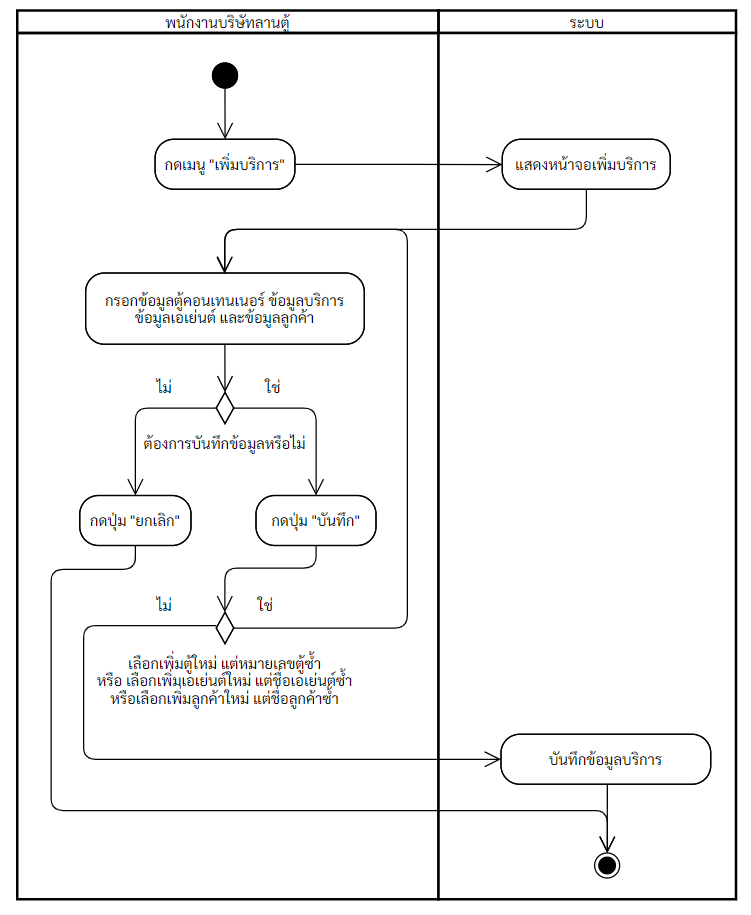 พนักงานบริษัทลานตู้
ระบบ
กดเมนู "เพิ่มบริการ"
แสดงหน้าจอเพิ่มบริการ
กรอกข้อมูลตู้คอนเทนเนอร์ ข้อมูลบริการ
ข้อมูลเอเย่นต์ และข้อมูลลูกค้า
ไม่
ใช่
ต้องการบันทึกข้อมูลหรือไม่
กดปุ่ม "ยกเลิก"
กดปุ่ม "บันทึก"
ไม่
ใช่
เลือกเพิ่มตู้ใหม่ แต่หมายเลขตู้ซ้ำ
หรือ เลือกเพิ่มเอเย่นต์ใหม่ แต่ชื่อเอเย่นต์ซ้ำ
หรือเลือกเพิ่มลูกค้าใหม่ แต่ชื่อลูกค้าซ้ำ
บันทึกข้อมูลบริการ